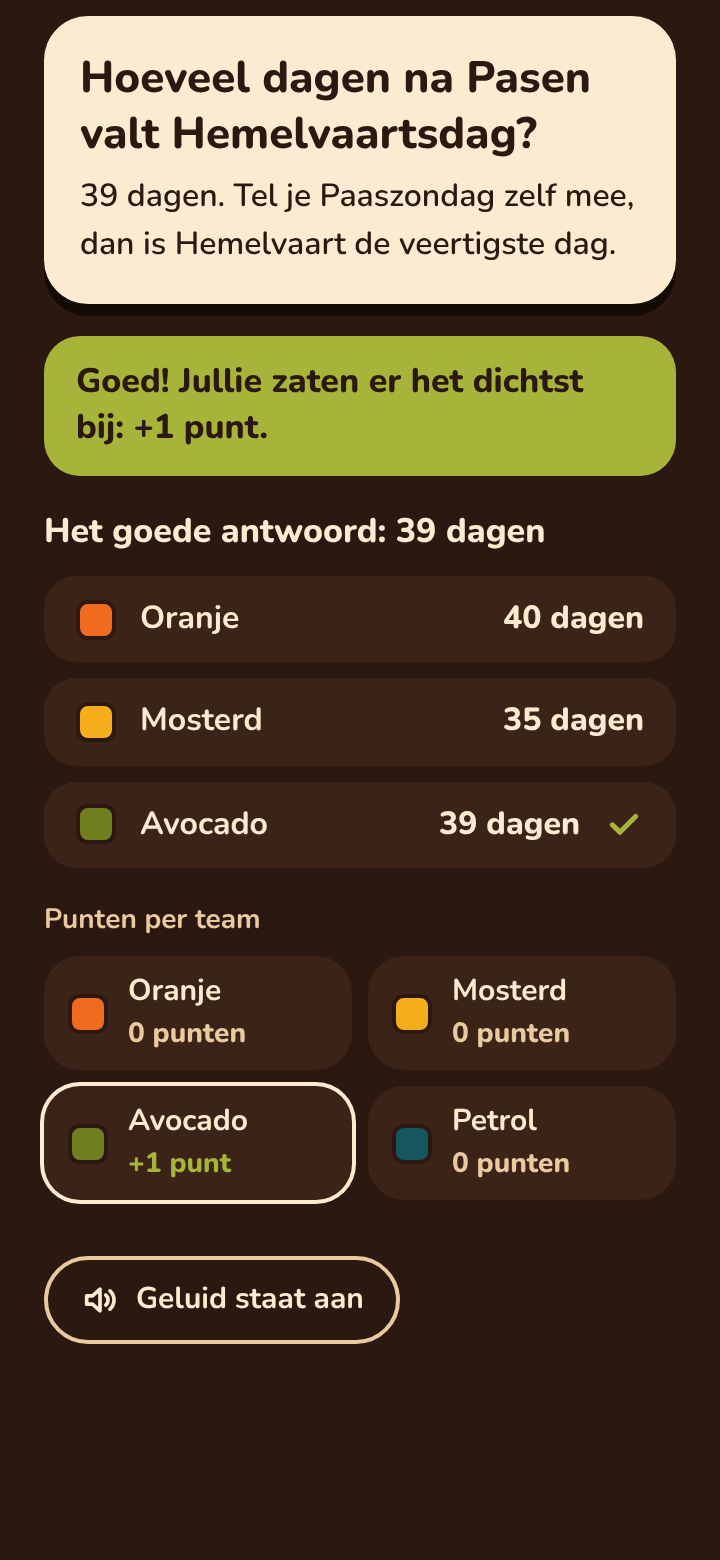 Hoeveel dagen na Pasen
valt Hemelvaartsdag?
39 dagen. Tel je Paaszondag zelf mee,
dan is Hemelvaart de veertigste dag.
Goed! Jullie zaten er het dichtst
bij: +1 punt.
Het goede antwoord: 39 dagen
Oranje 40 dagen
Mosterd 35 dagen
Avocado 39 dagen
Punten per team
Oranje
0 punten
Mosterd
0 punten
Avocado
+1 punt
Petrol
0 punten
Geluid staat aan